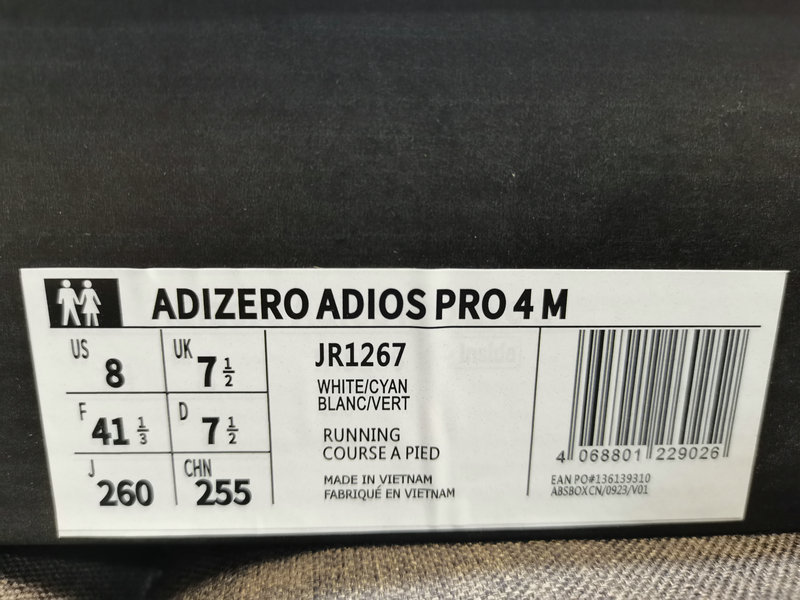 ADIZERO ADIOS PRO 4 M
US 8 UK 7 1/2
F 41 1/3 D 7 1/2
J 260 CHN 255
JR1267
WHITE/CYAN
BLANC/VERT
RUNNING
COURSE A PIED
MADE IN VIETNAM
FABRIQUÉ EN VIETNAM
4 068801 229026
EAN PO#136139310
ABSBOXCN/0923/V01